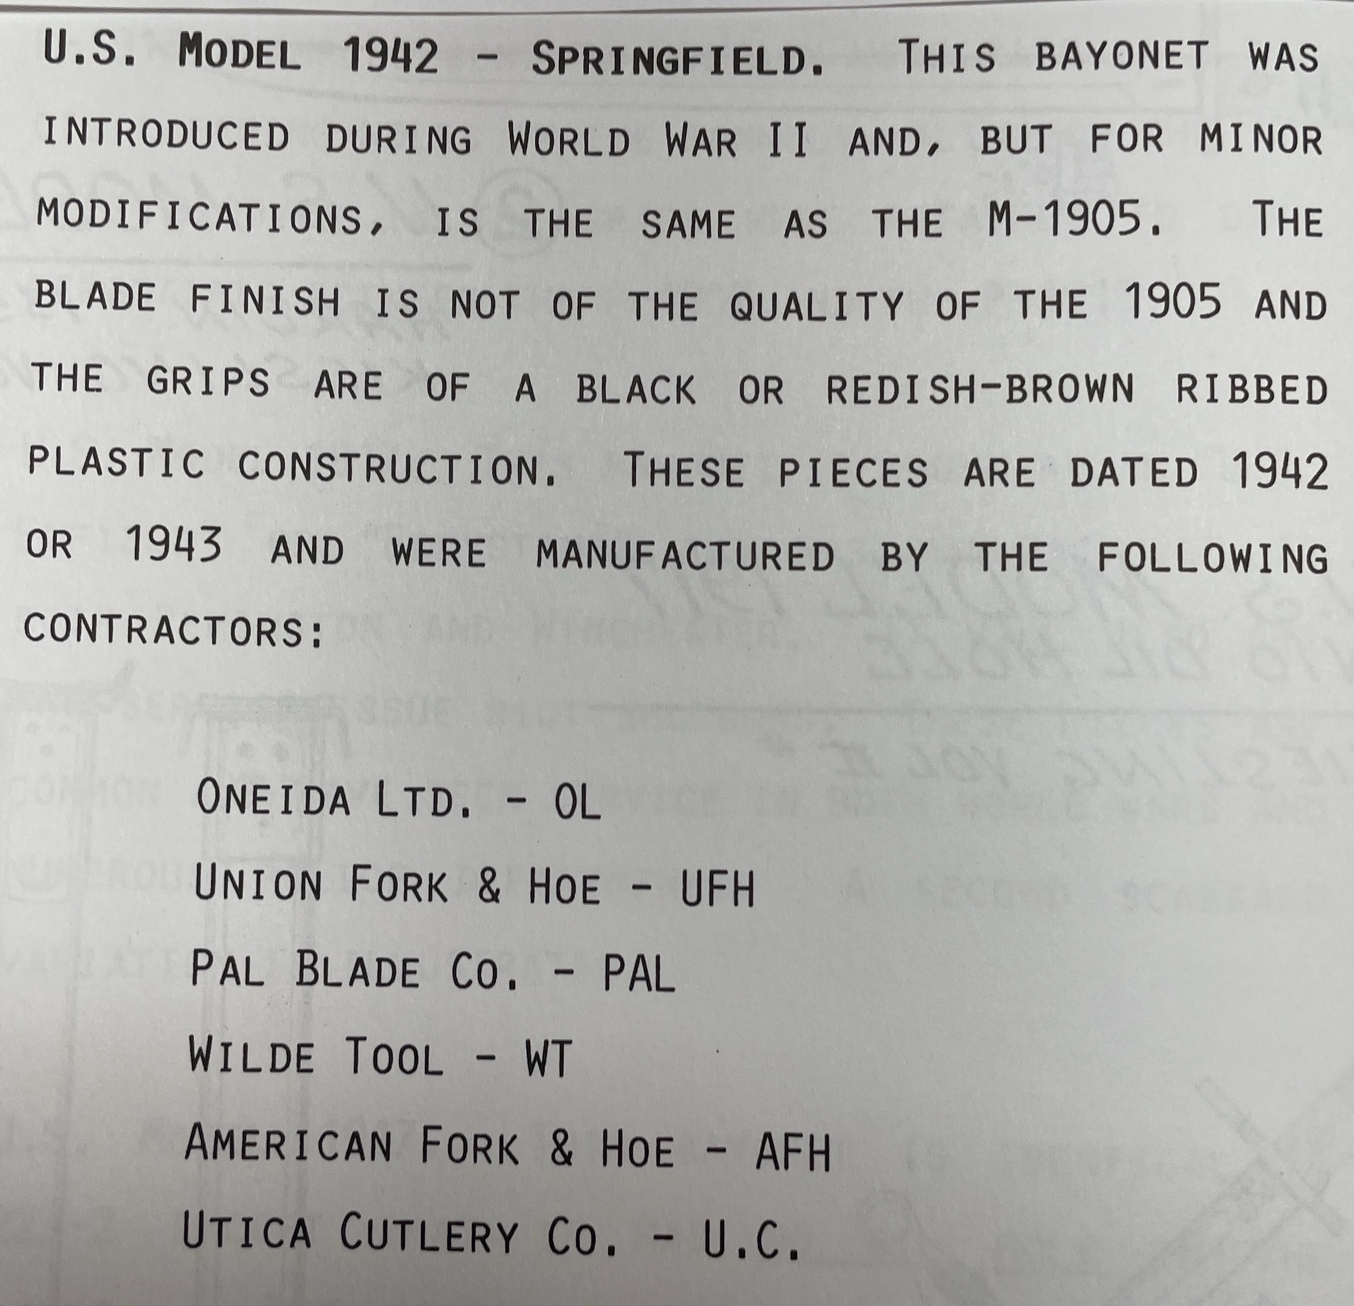 U.S. MODEL 1942 - SPRINGFIELD. THIS BAYONET WAS
INTRODUCED DURING WORLD WAR II AND, BUT FOR MINOR
MODIFICATIONS, IS THE SAME AS THE M-1905. THE
BLADE FINISH IS NOT OF THE QUALITY OF THE 1905 AND
THE GRIPS ARE OF A BLACK OR REDISH-BROWN RIBBED
PLASTIC CONSTRUCTION. THESE PIECES ARE DATED 1942
OR 1943 AND WERE MANUFACTURED BY THE FOLLOWING
CONTRACTORS:
ONEIDA LTD. - OL
UNION FORK & HOE - UFH
PAL BLADE CO. - PAL
WILDE TOOL - WT
AMERICAN FORK & HOE - AFH
UTICA CUTLERY CO. - U.C.